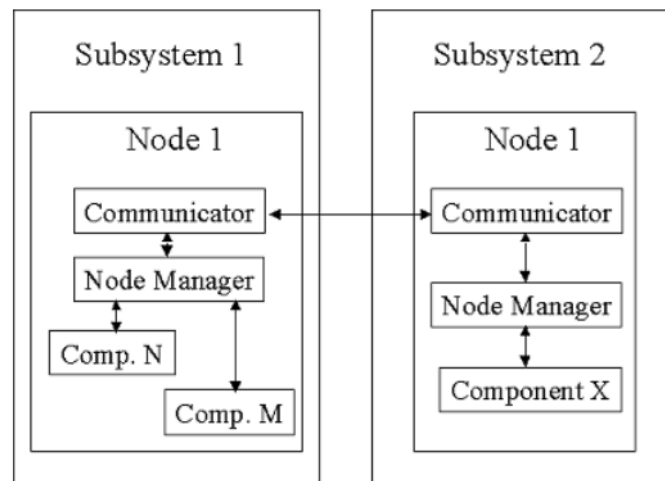 Subsystem 1
Node 1
Communicator
Node Manager
Comp. N
Comp. M
Subsystem 2
Node 1
Communicator
Node Manager
Component X